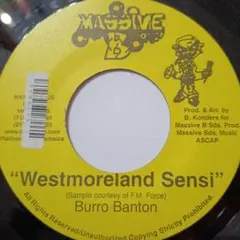 MASSIVE
B
Prod. & Arr. by
B. Konders for
Massive B Sds. Prod.
Massive Sds. Music
ASCAP
"Westmoreland Sensi"
(Sample courtesy of F.M. Force)
Burro Banton
All Rights Reserved/Unauthorized Copying Strictly Prohibited.